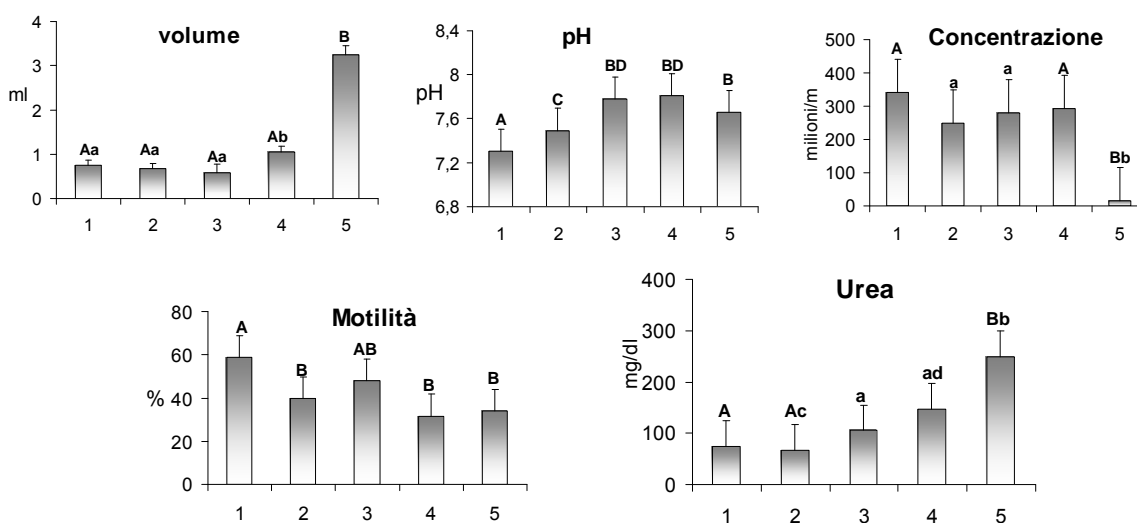 volume
ml
4
3
2
1
0
Aa
Aa
Aa
Ab
B
1 2 3 4 5
pH
pH
8,4
8
7,6
7,2
6,8
A
C
BD
BD
B
1 2 3 4 5
Concentrazione
milioni/m
500
400
300
200
100
0
A
a
a
A
Bb
1 2 3 4 5
Motilità
%
80
60
40
20
0
A
B
AB
B
B
1 2 3 4 5
Urea
mg/dl
400
300
200
100
0
A
Ac
a
ad
Bb
1 2 3 4 5